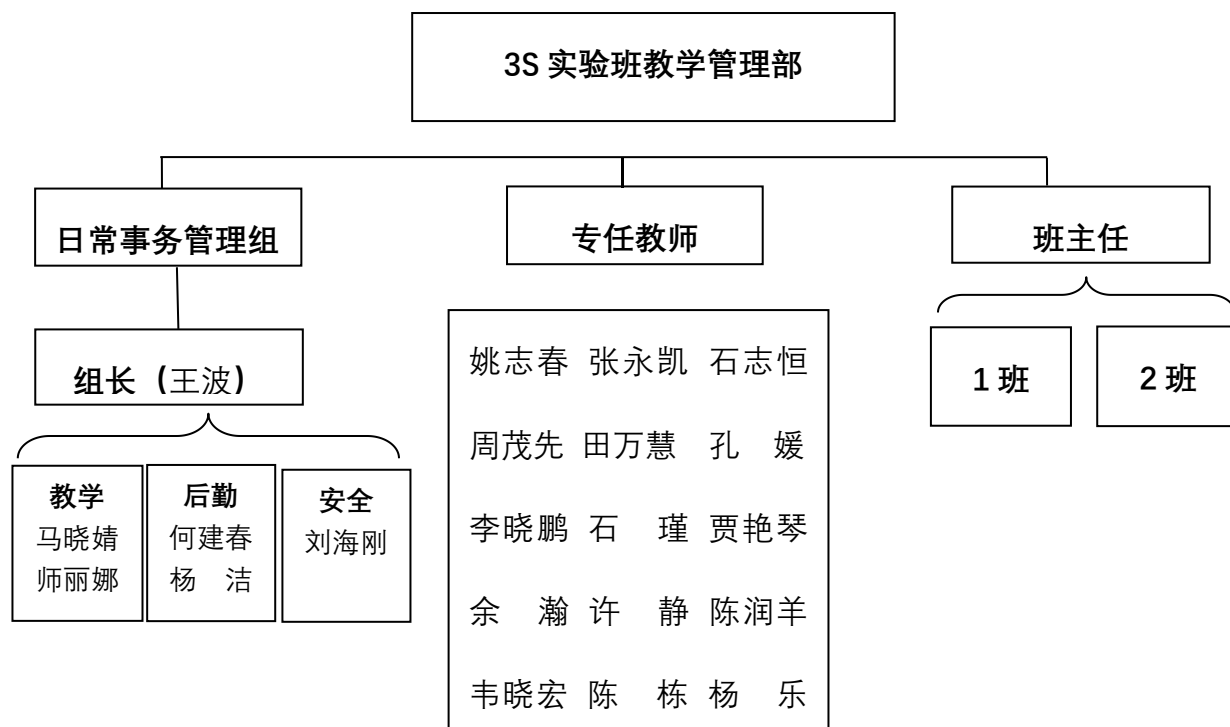 3S 实验班教学管理部
日常事务管理组
专任教师
班主任
组长（王波）
教学
马晓婧
师丽娜
后勤
何建春
杨　洁
安全
刘海刚
姚志春 张永凯 石志恒
周茂先 田万慧 孔　媛
李晓鹏 石　瑾 贾艳琴
余　瀚 许　静 陈润羊
韦晓宏 陈　栋 杨　乐
1 班
2 班